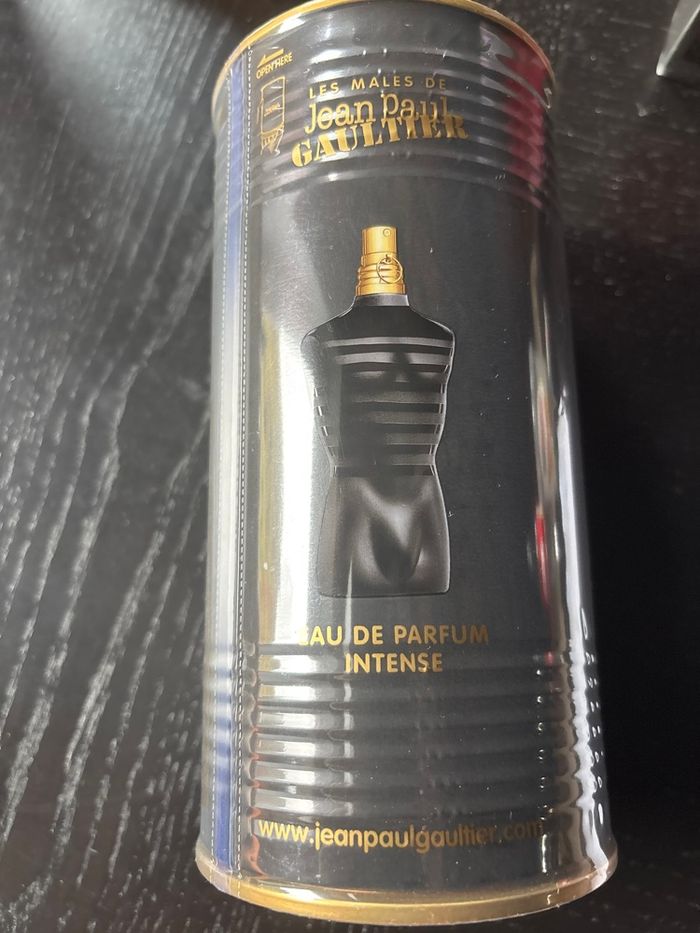 OPEN HERE
LES MALES DE
Jean Paul
GAULTIER
EAU DE PARFUM
INTENSE
www.jeanpaulgaultier.com